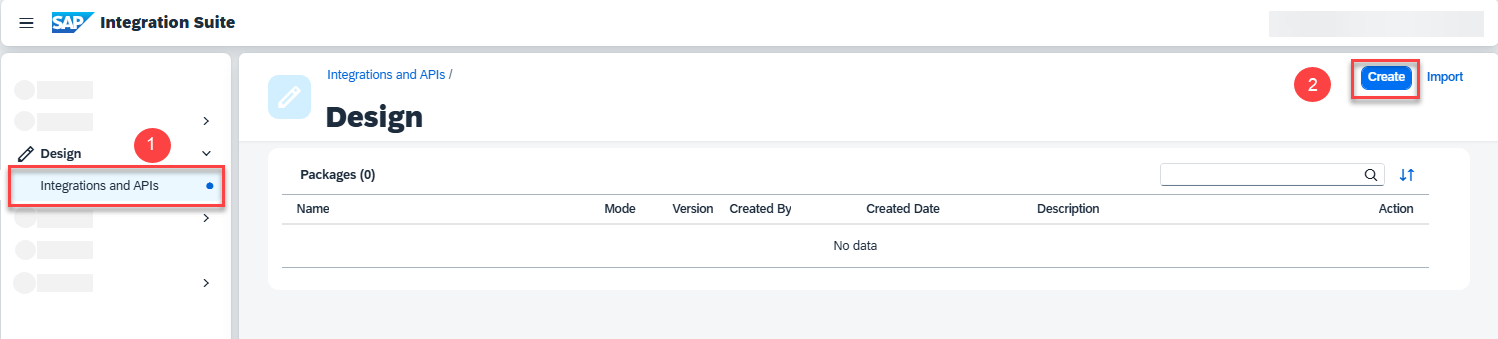 SAP Integration Suite
Integrations and APIs /
2
Create
Import
Design
1
Design
Integrations and APIs
Packages (0)
Name Mode Version Created By Created Date Description Action
No data